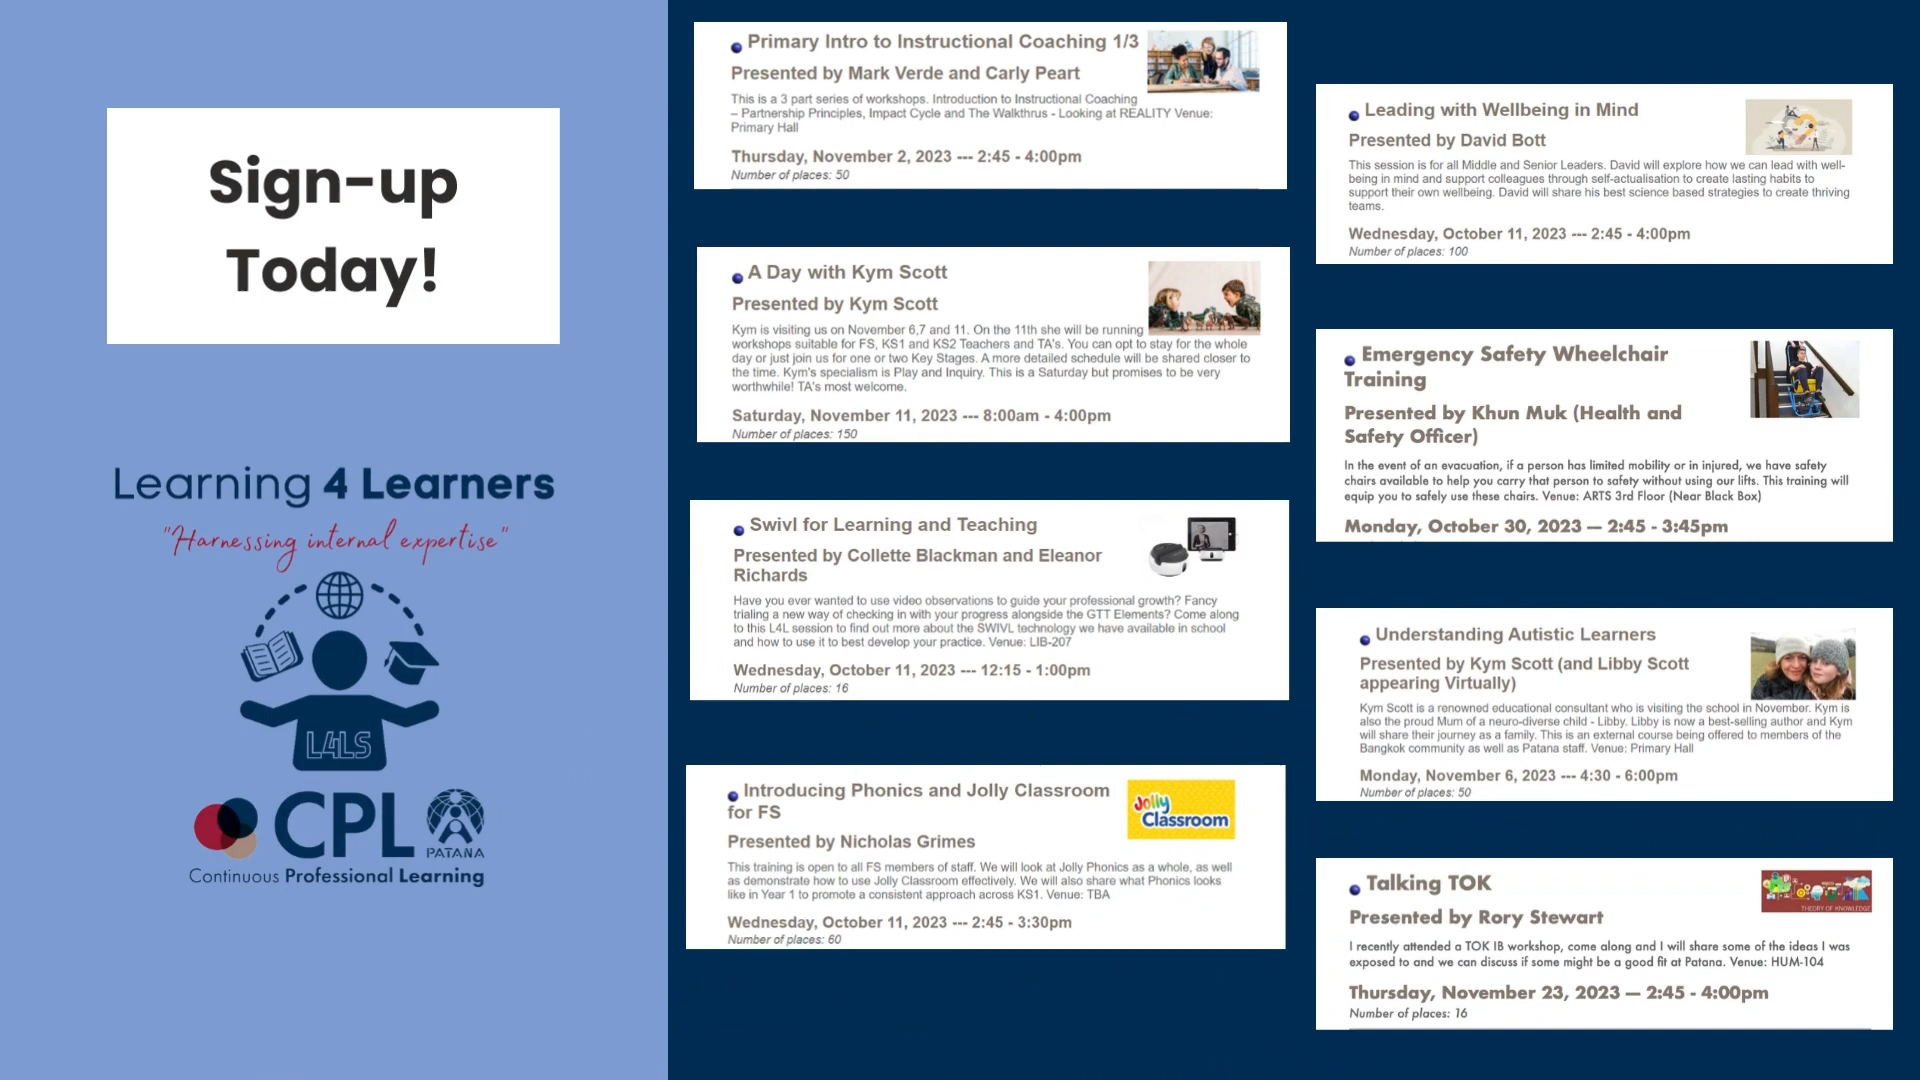 Sign-up
Today!
Learning 4 Learners
"Harnessing internal expertise"
L4LS
CPL
PATANA
Continuous Professional Learning
Primary Intro to Instructional Coaching 1/3
Presented by Mark Verde and Carly Peart
This is a 3 part series of workshops. Introduction to Instructional Coaching
– Partnership Principles, Impact Cycle and The Walkthrus - Looking at REALITY Venue:
Primary Hall
Thursday, November 2, 2023 --- 2:45 - 4:00pm
Number of places: 50
A Day with Kym Scott
Presented by Kym Scott
Kym is visiting us on November 6,7 and 11. On the 11th she will be running
workshops suitable for FS, KS1 and KS2 Teachers and TA's. You can opt to stay for the whole
day or just join us for one or two Key Stages. A more detailed schedule will be shared closer to
the time. Kym's specialism is Play and Inquiry. This is a Saturday but promises to be very
worthwhile! TA's most welcome.
Saturday, November 11, 2023 --- 8:00am - 4:00pm
Number of places: 150
Swivl for Learning and Teaching
Presented by Collette Blackman and Eleanor
Richards
Have you ever wanted to use video observations to guide your professional growth? Fancy
trialing a new way of checking in with your progress alongside the GTT Elements? Come along
to this L4L session to find out more about the SWIVL technology we have available in school
and how to use it to best develop your practice. Venue: LIB-207
Wednesday, October 11, 2023 --- 12:15 - 1:00pm
Number of places: 16
Introducing Phonics and Jolly Classroom
for FS
Jolly
Classroom
Presented by Nicholas Grimes
This training is open to all FS members of staff. We will look at Jolly Phonics as a whole, as well
as demonstrate how to use Jolly Classroom effectively. We will also share what Phonics looks
like in Year 1 to promote a consistent approach across KS1. Venue: TBA
Wednesday, October 11, 2023 --- 2:45 - 3:30pm
Number of places: 60
Leading with Wellbeing in Mind
Presented by David Bott
This session is for all Middle and Senior Leaders. David will explore how we can lead with well-
being in mind and support colleagues through self-actualisation to create lasting habits to
support their own wellbeing. David will share his best science based strategies to create thriving
teams.
Wednesday, October 11, 2023 --- 2:45 - 4:00pm
Number of places: 100
Emergency Safety Wheelchair
Training
Presented by Khun Muk (Health and
Safety Officer)
In the event of an evacuation, if a person has limited mobility or in injured, we have safety
chairs available to help you carry that person to safety without using our lifts. This training will
equip you to safely use these chairs. Venue: ARTS 3rd Floor (Near Black Box)
Monday, October 30, 2023 — 2:45 - 3:45pm
Understanding Autistic Learners
Presented by Kym Scott (and Libby Scott
appearing Virtually)
Kym Scott is a renowned educational consultant who is visiting the school in November. Kym is
also the proud Mum of a neuro-diverse child - Libby. Libby is now a best-selling author and Kym
will share their journey as a family. This is an external course being offered to members of the
Bangkok community as well as Patana staff. Venue: Primary Hall
Monday, November 6, 2023 --- 4:30 - 6:00pm
Number of places: 50
Talking TOK
THEORY OF KNOWLEDGE
Presented by Rory Stewart
I recently attended a TOK IB workshop, come along and I will share some of the ideas I was
exposed to and we can discuss if some might be a good fit at Patana. Venue: HUM-104
Thursday, November 23, 2023 — 2:45 - 4:00pm
Number of places: 16